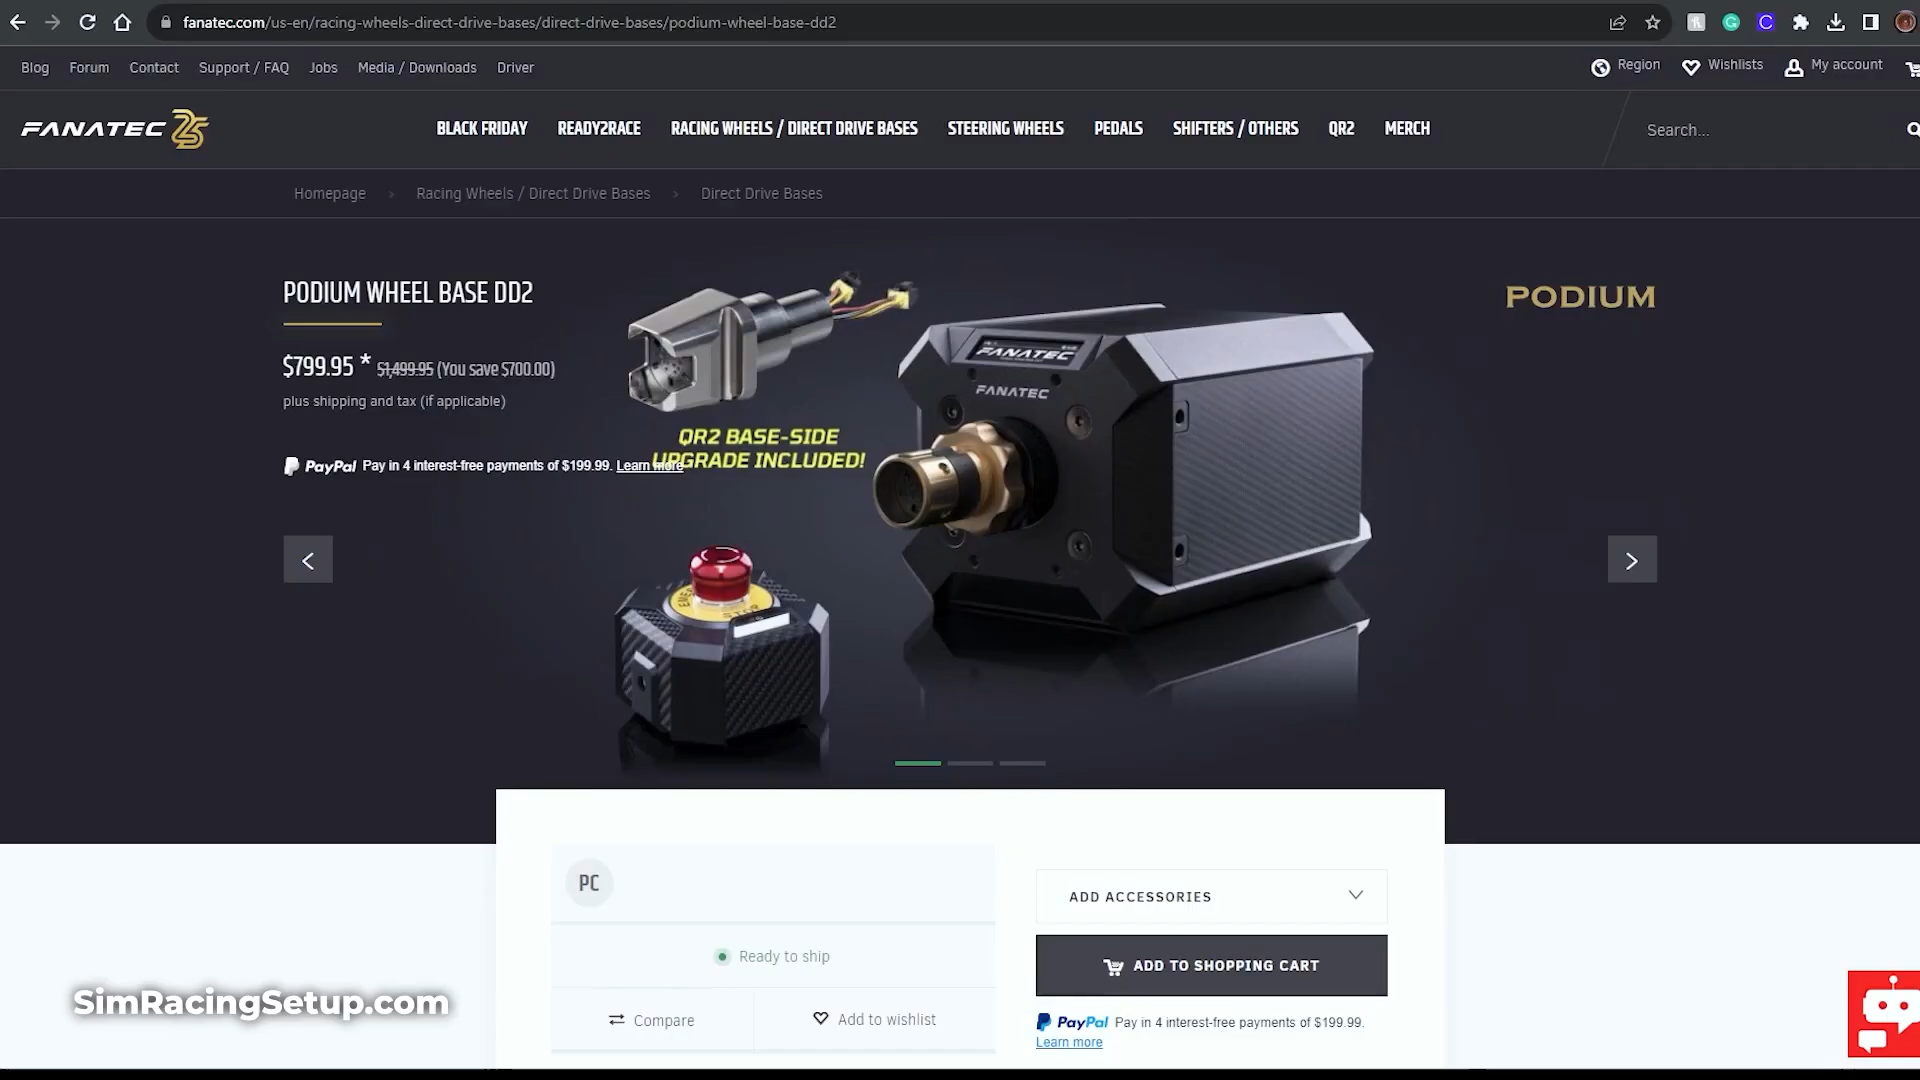 fanatec.com/us-en/racing-wheels-direct-drive-bases/direct-drive-bases/podium-wheel-base-dd2
Blog Forum Contact Support / FAQ Jobs Media / Downloads Driver
Region Wishlists My account
FANATEC 25
BLACK FRIDAY READY2RACE RACING WHEELS / DIRECT DRIVE BASES STEERING WHEELS PEDALS SHIFTERS / OTHERS QR2 MERCH
Search...
Homepage > Racing Wheels / Direct Drive Bases > Direct Drive Bases
PODIUM WHEEL BASE DD2
PODIUM
$799.95 * $1,499.95 (You save $700.00)
plus shipping and tax (if applicable)
PayPal Pay in 4 interest-free payments of $199.99. Learn more
QR2 BASE-SIDE
UPGRADE INCLUDED!
FANATEC
FANATEC
STOP
PC
Ready to ship
Compare
Add to wishlist
ADD ACCESSORIES
ADD TO SHOPPING CART
PayPal Pay in 4 interest-free payments of $199.99.
Learn more
SimRacingSetup.com